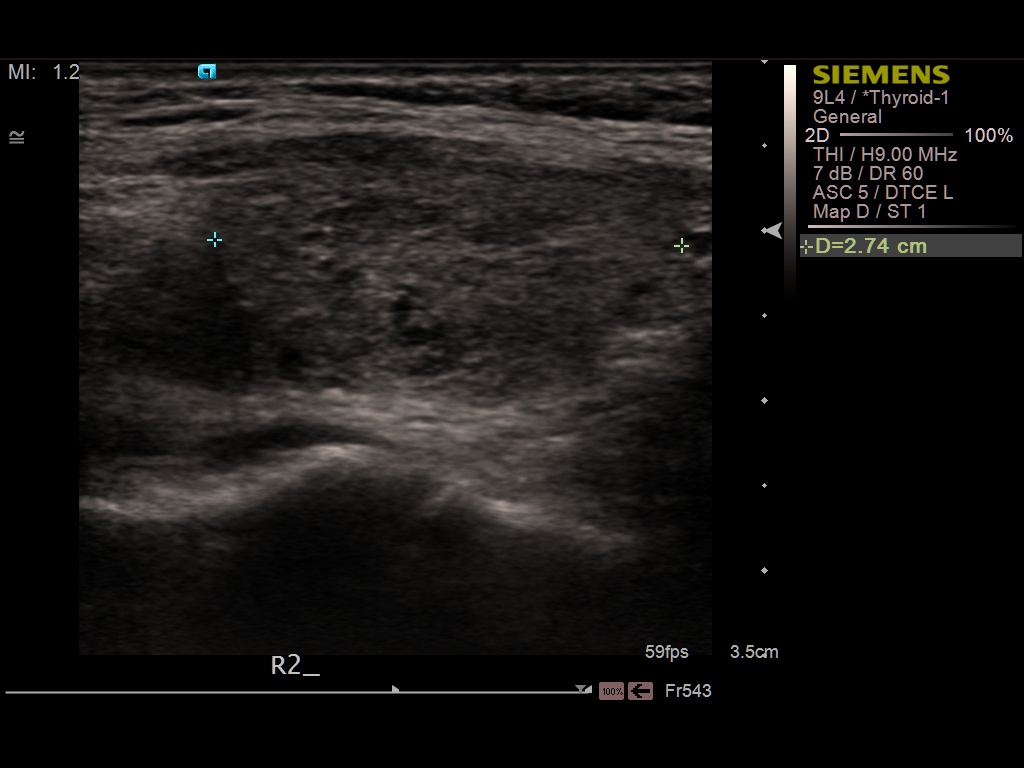 MI: 1.2
SIEMENS
9L4 / *Thyroid-1
General
2D 100%
THI / H9.00 MHz
7 dB / DR 60
ASC 5 / DTCE L
Map D / ST 1
D=2.74 cm
59fps 3.5cm
R2_
100% Fr543